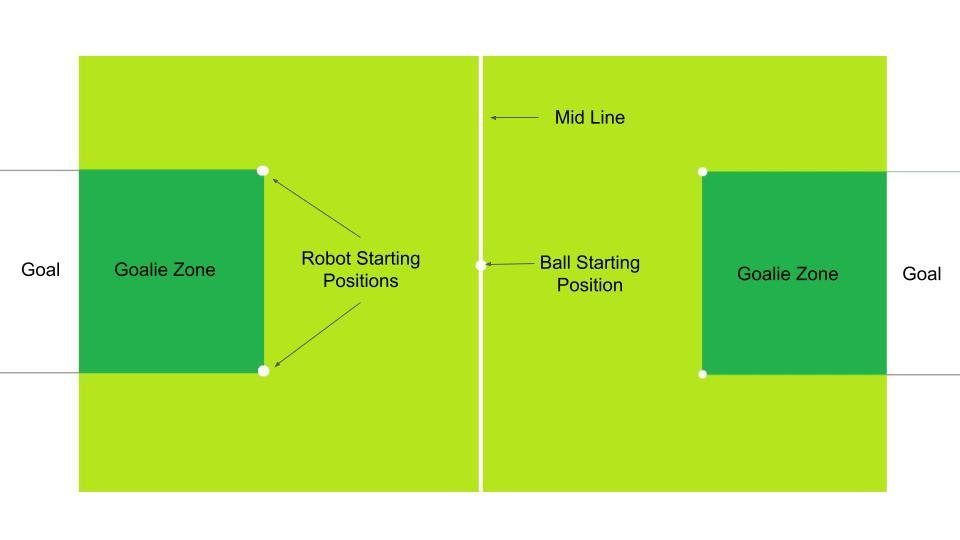 Mid Line
Goal
Goalie Zone
Robot Starting
Positions
Ball Starting
Position
Goalie Zone
Goal